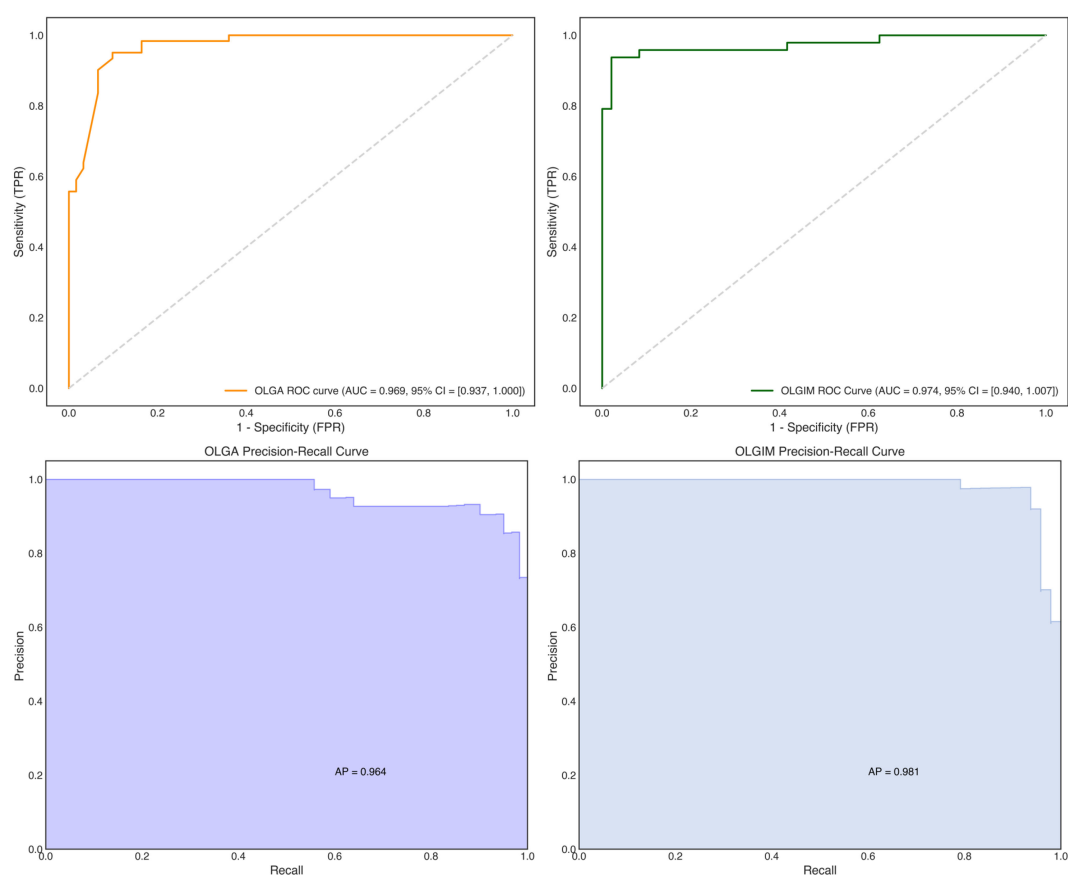 1.0
0.8
0.6
0.4
0.2
0.0
Sensitivity (TPR)
OLGA ROC curve (AUC = 0.969, 95% CI = [0.937, 1.000])
0.0 0.2 0.4 0.6 0.8 1.0
1 - Specificity (FPR)
1.0
0.8
0.6
0.4
0.2
0.0
Sensitivity (TPR)
OLGIM ROC Curve (AUC = 0.974, 95% CI = [0.940, 1.007])
0.0 0.2 0.4 0.6 0.8 1.0
1 - Specificity (FPR)
OLGA Precision-Recall Curve
1.0
0.8
0.6
0.4
0.2
0.0
Precision
AP = 0.964
0.0 0.2 0.4 0.6 0.8 1.0
Recall
OLGIM Precision-Recall Curve
1.0
0.8
0.6
0.4
0.2
0.0
Precision
AP = 0.981
0.0 0.2 0.4 0.6 0.8 1.0
Recall